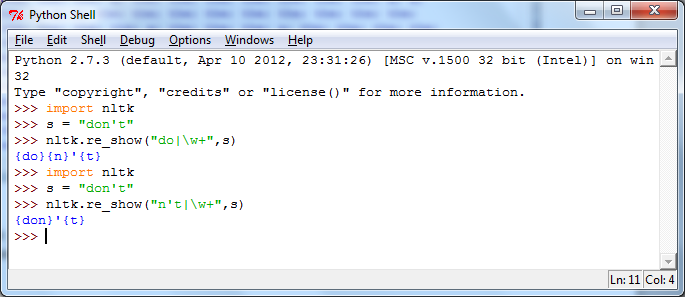 Python Shell
File Edit Shell Debug Options Windows Help
Python 2.7.3 (default, Apr 10 2012, 23:31:26) [MSC v.1500 32 bit (Intel)] on win
32
Type "copyright", "credits" or "license()" for more information.
>>> import nltk
>>> s = "don't"
>>> nltk.re_show("do|\w+",s)
{do}{n}'{t}
>>> import nltk
>>> s = "don't"
>>> nltk.re_show("n't|\w+",s)
{don}'{t}
>>>
Ln: 11 Col: 4